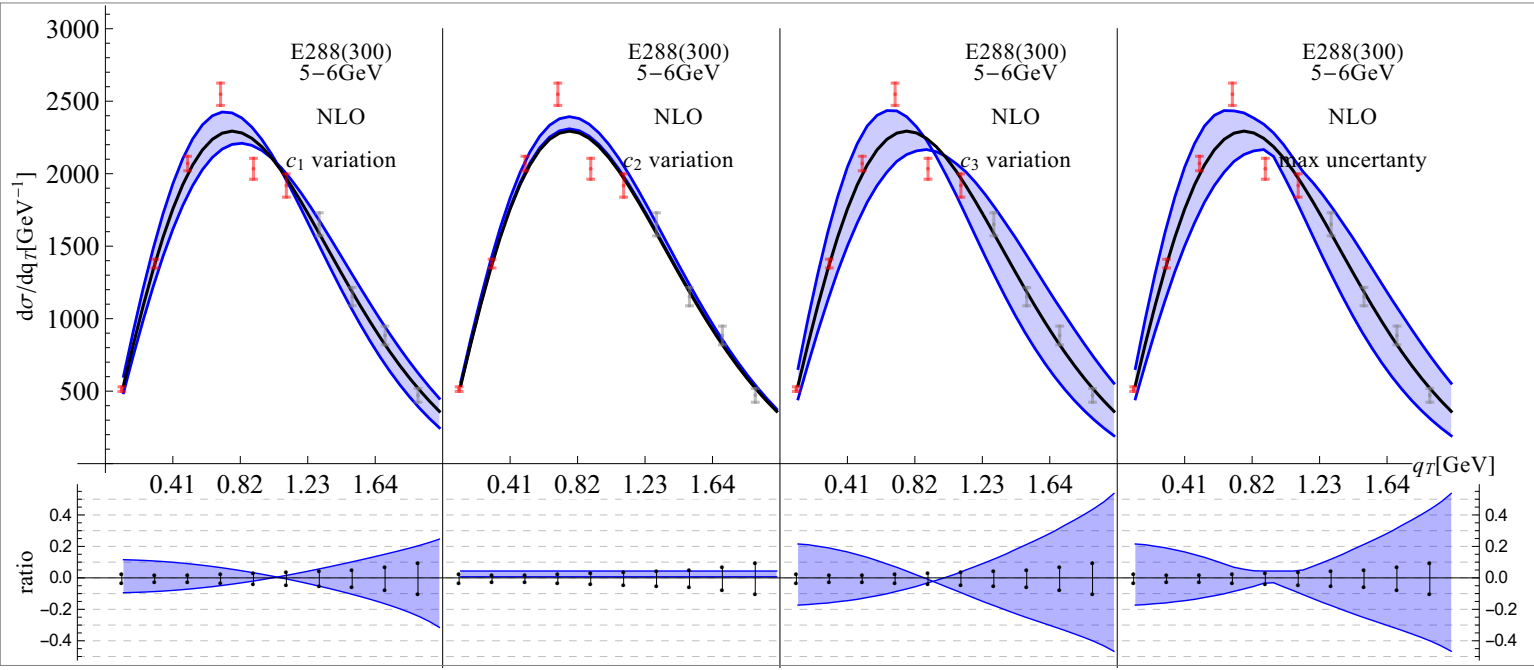 3000
2500
2000
1500
1000
500
dσ/dq_T[GeV⁻¹]
E288(300)
5−6GeV
NLO
c₁ variation
E288(300)
5−6GeV
NLO
c₂ variation
E288(300)
5−6GeV
NLO
c₃ variation
E288(300)
5−6GeV
NLO
max uncertanty
q_T[GeV]
0.41 0.82 1.23 1.64
0.41 0.82 1.23 1.64
0.41 0.82 1.23 1.64
0.41 0.82 1.23 1.64
ratio
0.4
0.2
0.0
−0.2
−0.4
0.4
0.2
0.0
−0.2
−0.4